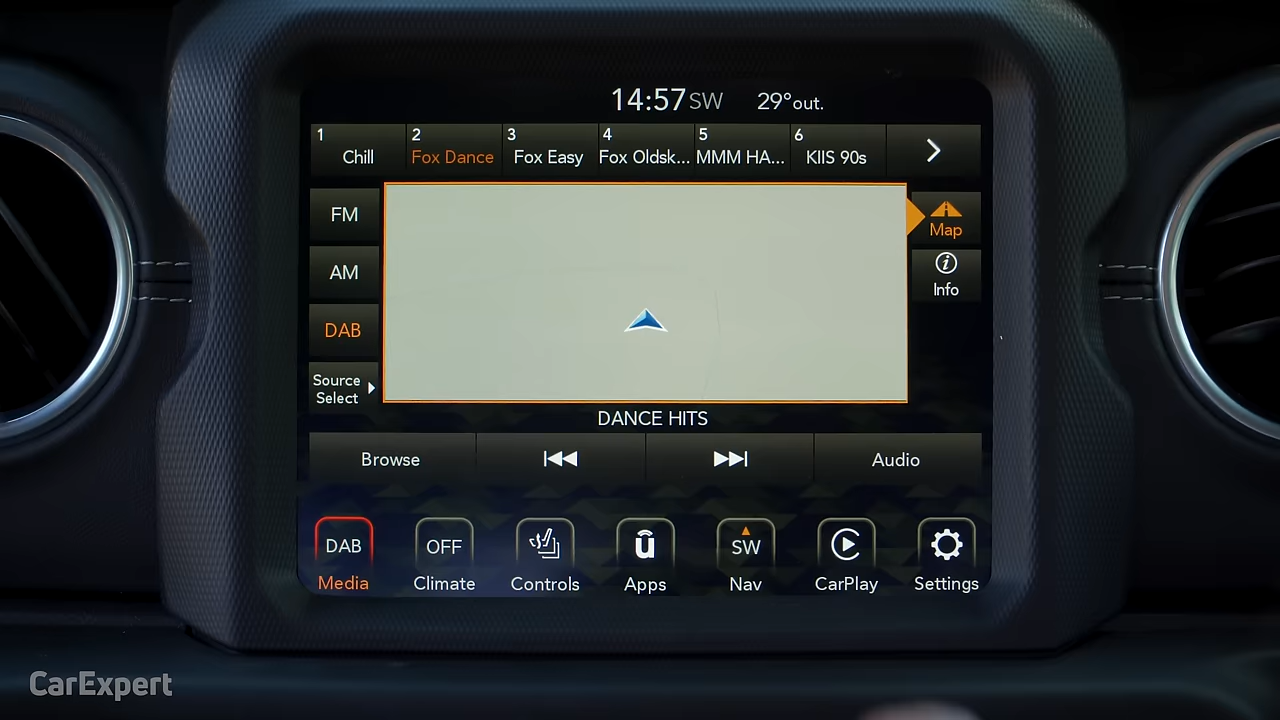 14:57 SW 29° out.
1 2 3 4 5 6
Chill Fox Dance Fox Easy Fox Oldsk... MMM HA... KIIS 90s
FM
Map
AM
Info
DAB
Source
Select
DANCE HITS
Browse Audio
DAB OFF ū SW
Media Climate Controls Apps Nav CarPlay Settings
CarExpert